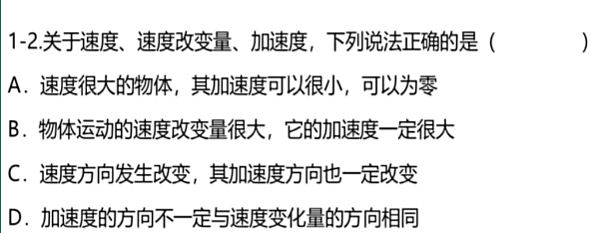 1-2.关于速度、速度改变量、加速度，下列说法正确的是（　　）
A．速度很大的物体，其加速度可以很小，可以为零
B．物体运动的速度改变量很大，它的加速度一定很大
C．速度方向发生改变，其加速度方向也一定改变
D．加速度的方向不一定与速度变化量的方向相同